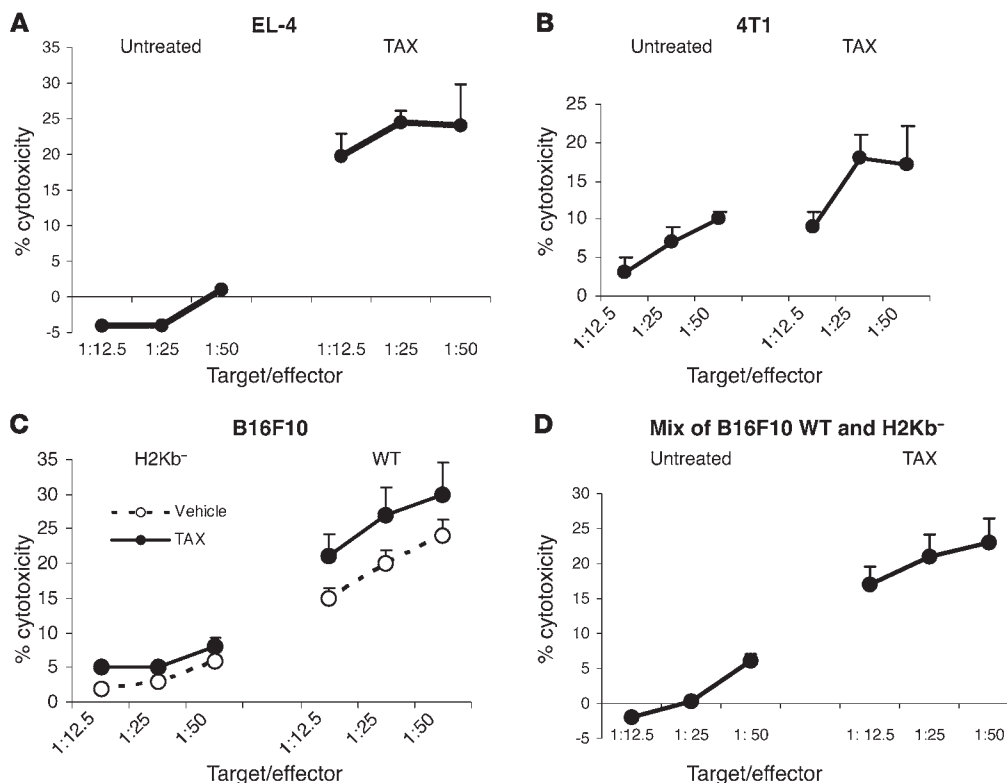 A
EL-4
Untreated TAX
35
30
25
20
15
10
5
0
-5
% cytotoxicity
1:12.5 1:25 1:50 1:12.5 1:25 1:50
Target/effector
B
4T1
Untreated TAX
25
20
15
10
5
0
% cytotoxicity
1:12.5 1:25 1:50 1:12.5 1:25 1:50
Target/effector
C
B16F10
H2Kb⁻ WT
35
30
25
20
15
10
5
0
% cytotoxicity
Vehicle
TAX
1:12.5 1:25 1:50 1:12.5 1:25 1:50
Target/effector
D
Mix of B16F10 WT and H2Kb⁻
Untreated TAX
30
25
20
15
10
5
0
-5
% cytotoxicity
1:12.5 1: 25 1: 50 1: 12.5 1:25 1:50
Target/effector